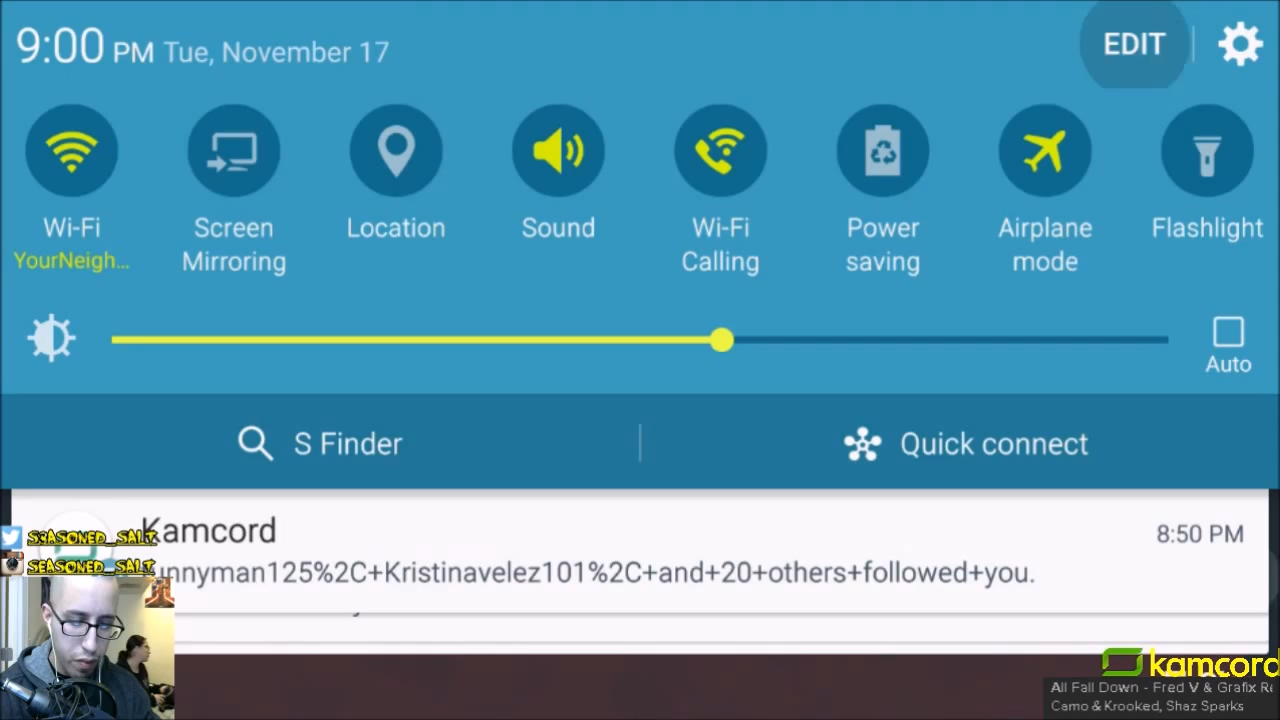 9:00 PM Tue, November 17
EDIT
Wi-Fi
YourNeigh...
Screen
Mirroring
Location
Sound
Wi-Fi
Calling
Power
saving
Airplane
mode
Flashlight
Auto
S Finder
Quick connect
Kamcord
8:50 PM
unnyman125%2C+Kristinavelez101%2C+and+20+others+followed+you.
S3ASONED_SALT
SEASONED_SALT
kamcord
All Fall Down - Fred V & Grafix Re
Camo & Krooked, Shaz Sparks